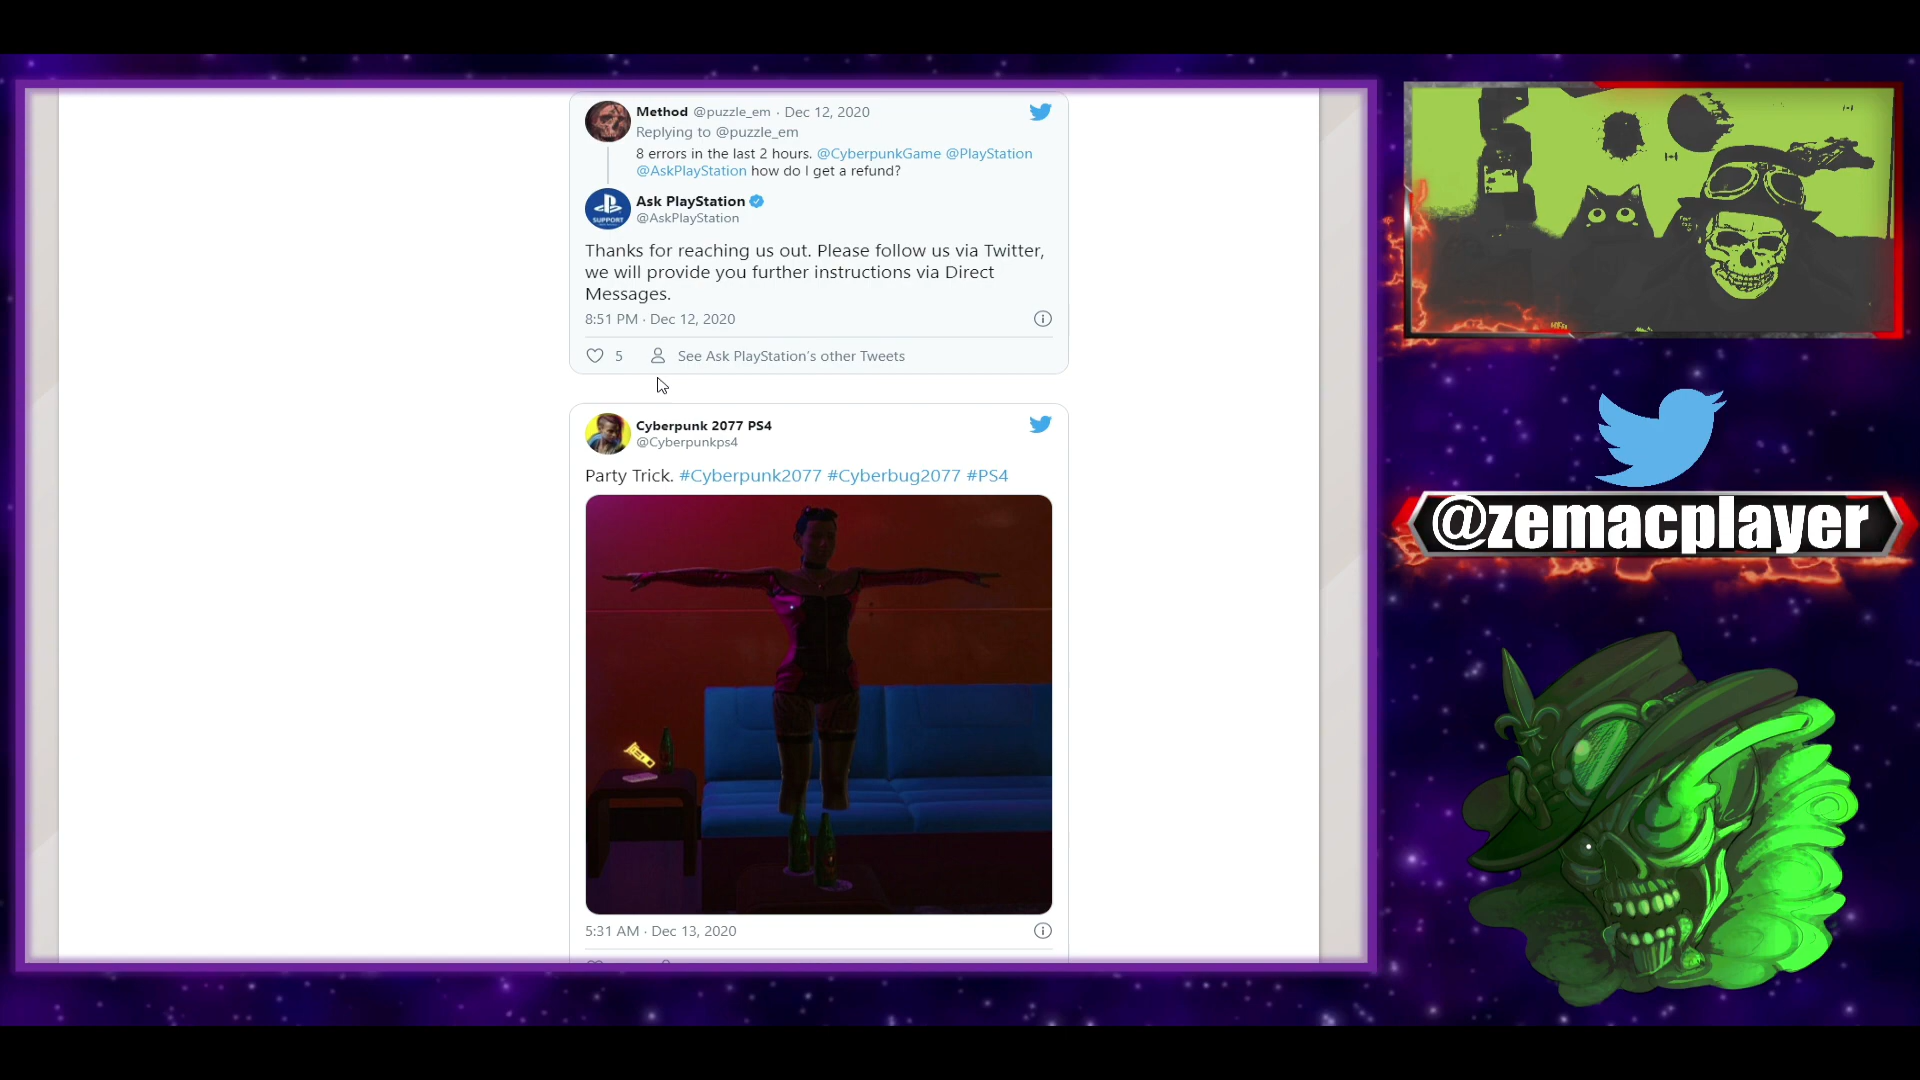 Method @puzzle_em · Dec 12, 2020
Replying to @puzzle_em
8 errors in the last 2 hours. @CyberpunkGame @PlayStation
@AskPlayStation how do I get a refund?
SUPPORT
Ask PlayStation
@AskPlayStation
Thanks for reaching us out. Please follow us via Twitter,
we will provide you further instructions via Direct
Messages.
8:51 PM · Dec 12, 2020
5 See Ask PlayStation's other Tweets
Cyberpunk 2077 PS4
@Cyberpunkps4
Party Trick. #Cyberpunk2077 #Cyberbug2077 #PS4
5:31 AM · Dec 13, 2020
@zemacplayer